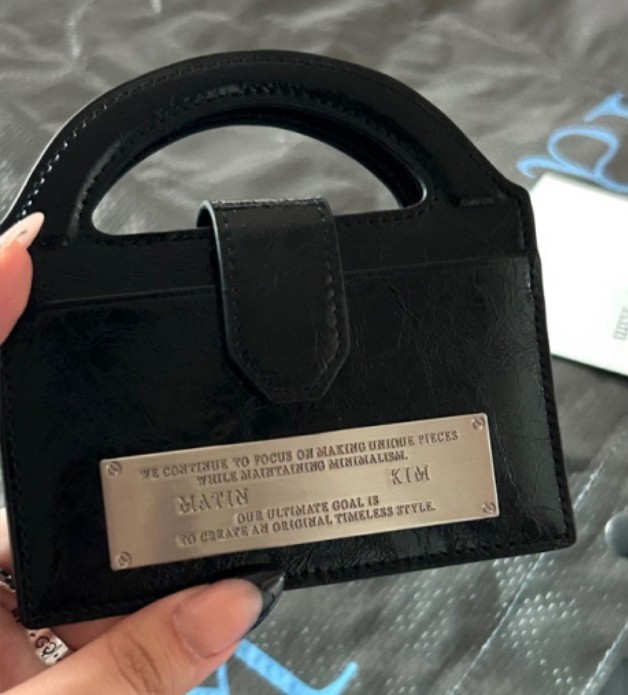 WE CONTINUE TO FOCUS ON MAKING UNIQUE PIECES
WHILE MAINTAINING MINIMALISM.
MATIN KIM
OUR ULTIMATE GOAL IS
TO CREATE AN ORIGINAL TIMELESS STYLE.